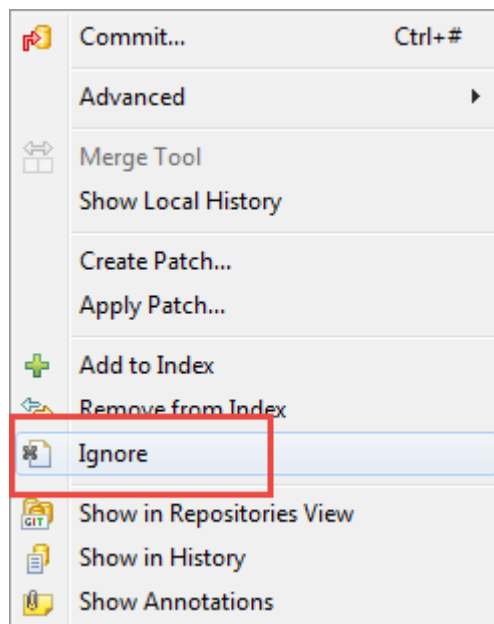 Commit... Ctrl+#
Advanced
Merge Tool
Show Local History
Create Patch...
Apply Patch...
Add to Index
Remove from Index
Ignore
GIT Show in Repositories View
Show in History
Show Annotations